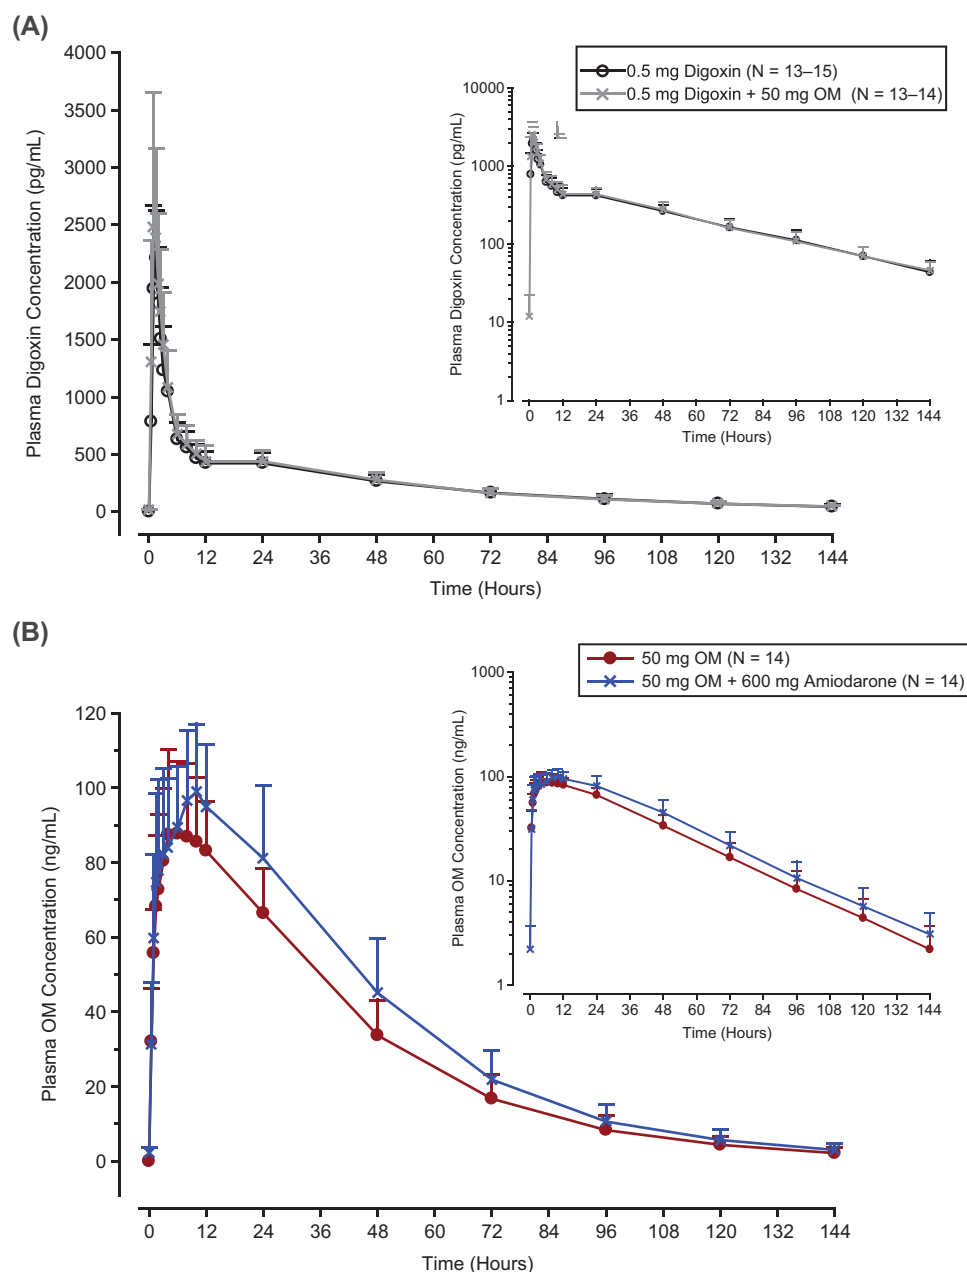 (A)
Plasma Digoxin Concentration (pg/mL)
4000
3500
3000
2500
2000
1500
1000
500
0
0 12 24 36 48 60 72 84 96 108 120 132 144
Time (Hours)
0.5 mg Digoxin (N = 13–15)
0.5 mg Digoxin + 50 mg OM (N = 13–14)
Plasma Digoxin Concentration (pg/mL)
10000
1000
100
10
1
0 12 24 36 48 60 72 84 96 108 132 144
Time (Hours)
(B)
Plasma OM Concentration (ng/mL)
120
100
80
60
40
20
0
0 12 24 36 48 60 72 84 96 108 120 132 144
Time (Hours)
50 mg OM (N = 14)
50 mg OM + 600 mg Amiodarone (N = 14)
Plasma OM Concentration (ng/mL)
1000
100
10
1
0 12 24 36 48 60 72 84 96 108 120 132 144
Time (Hours)